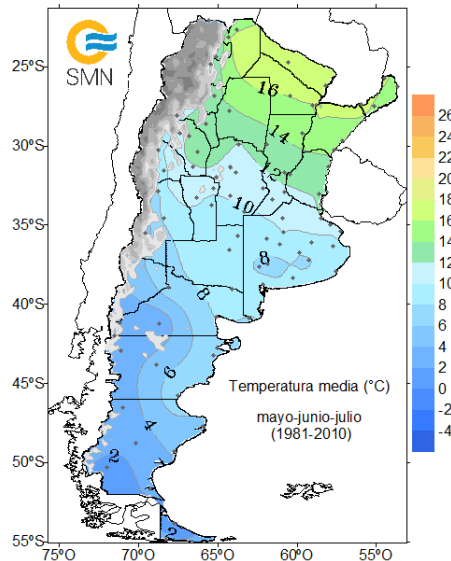 SMN
25°S
30°S
35°S
40°S
45°S
50°S
55°S
75°O
70°O
65°O
60°O
55°O
16
14
12
10
8
8
6
4
2
2
Temperatura media (°C)
mayo-junio-julio
(1981-2010)
26
24
22
20
18
16
14
12
10
8
6
4
2
0
-2
-4